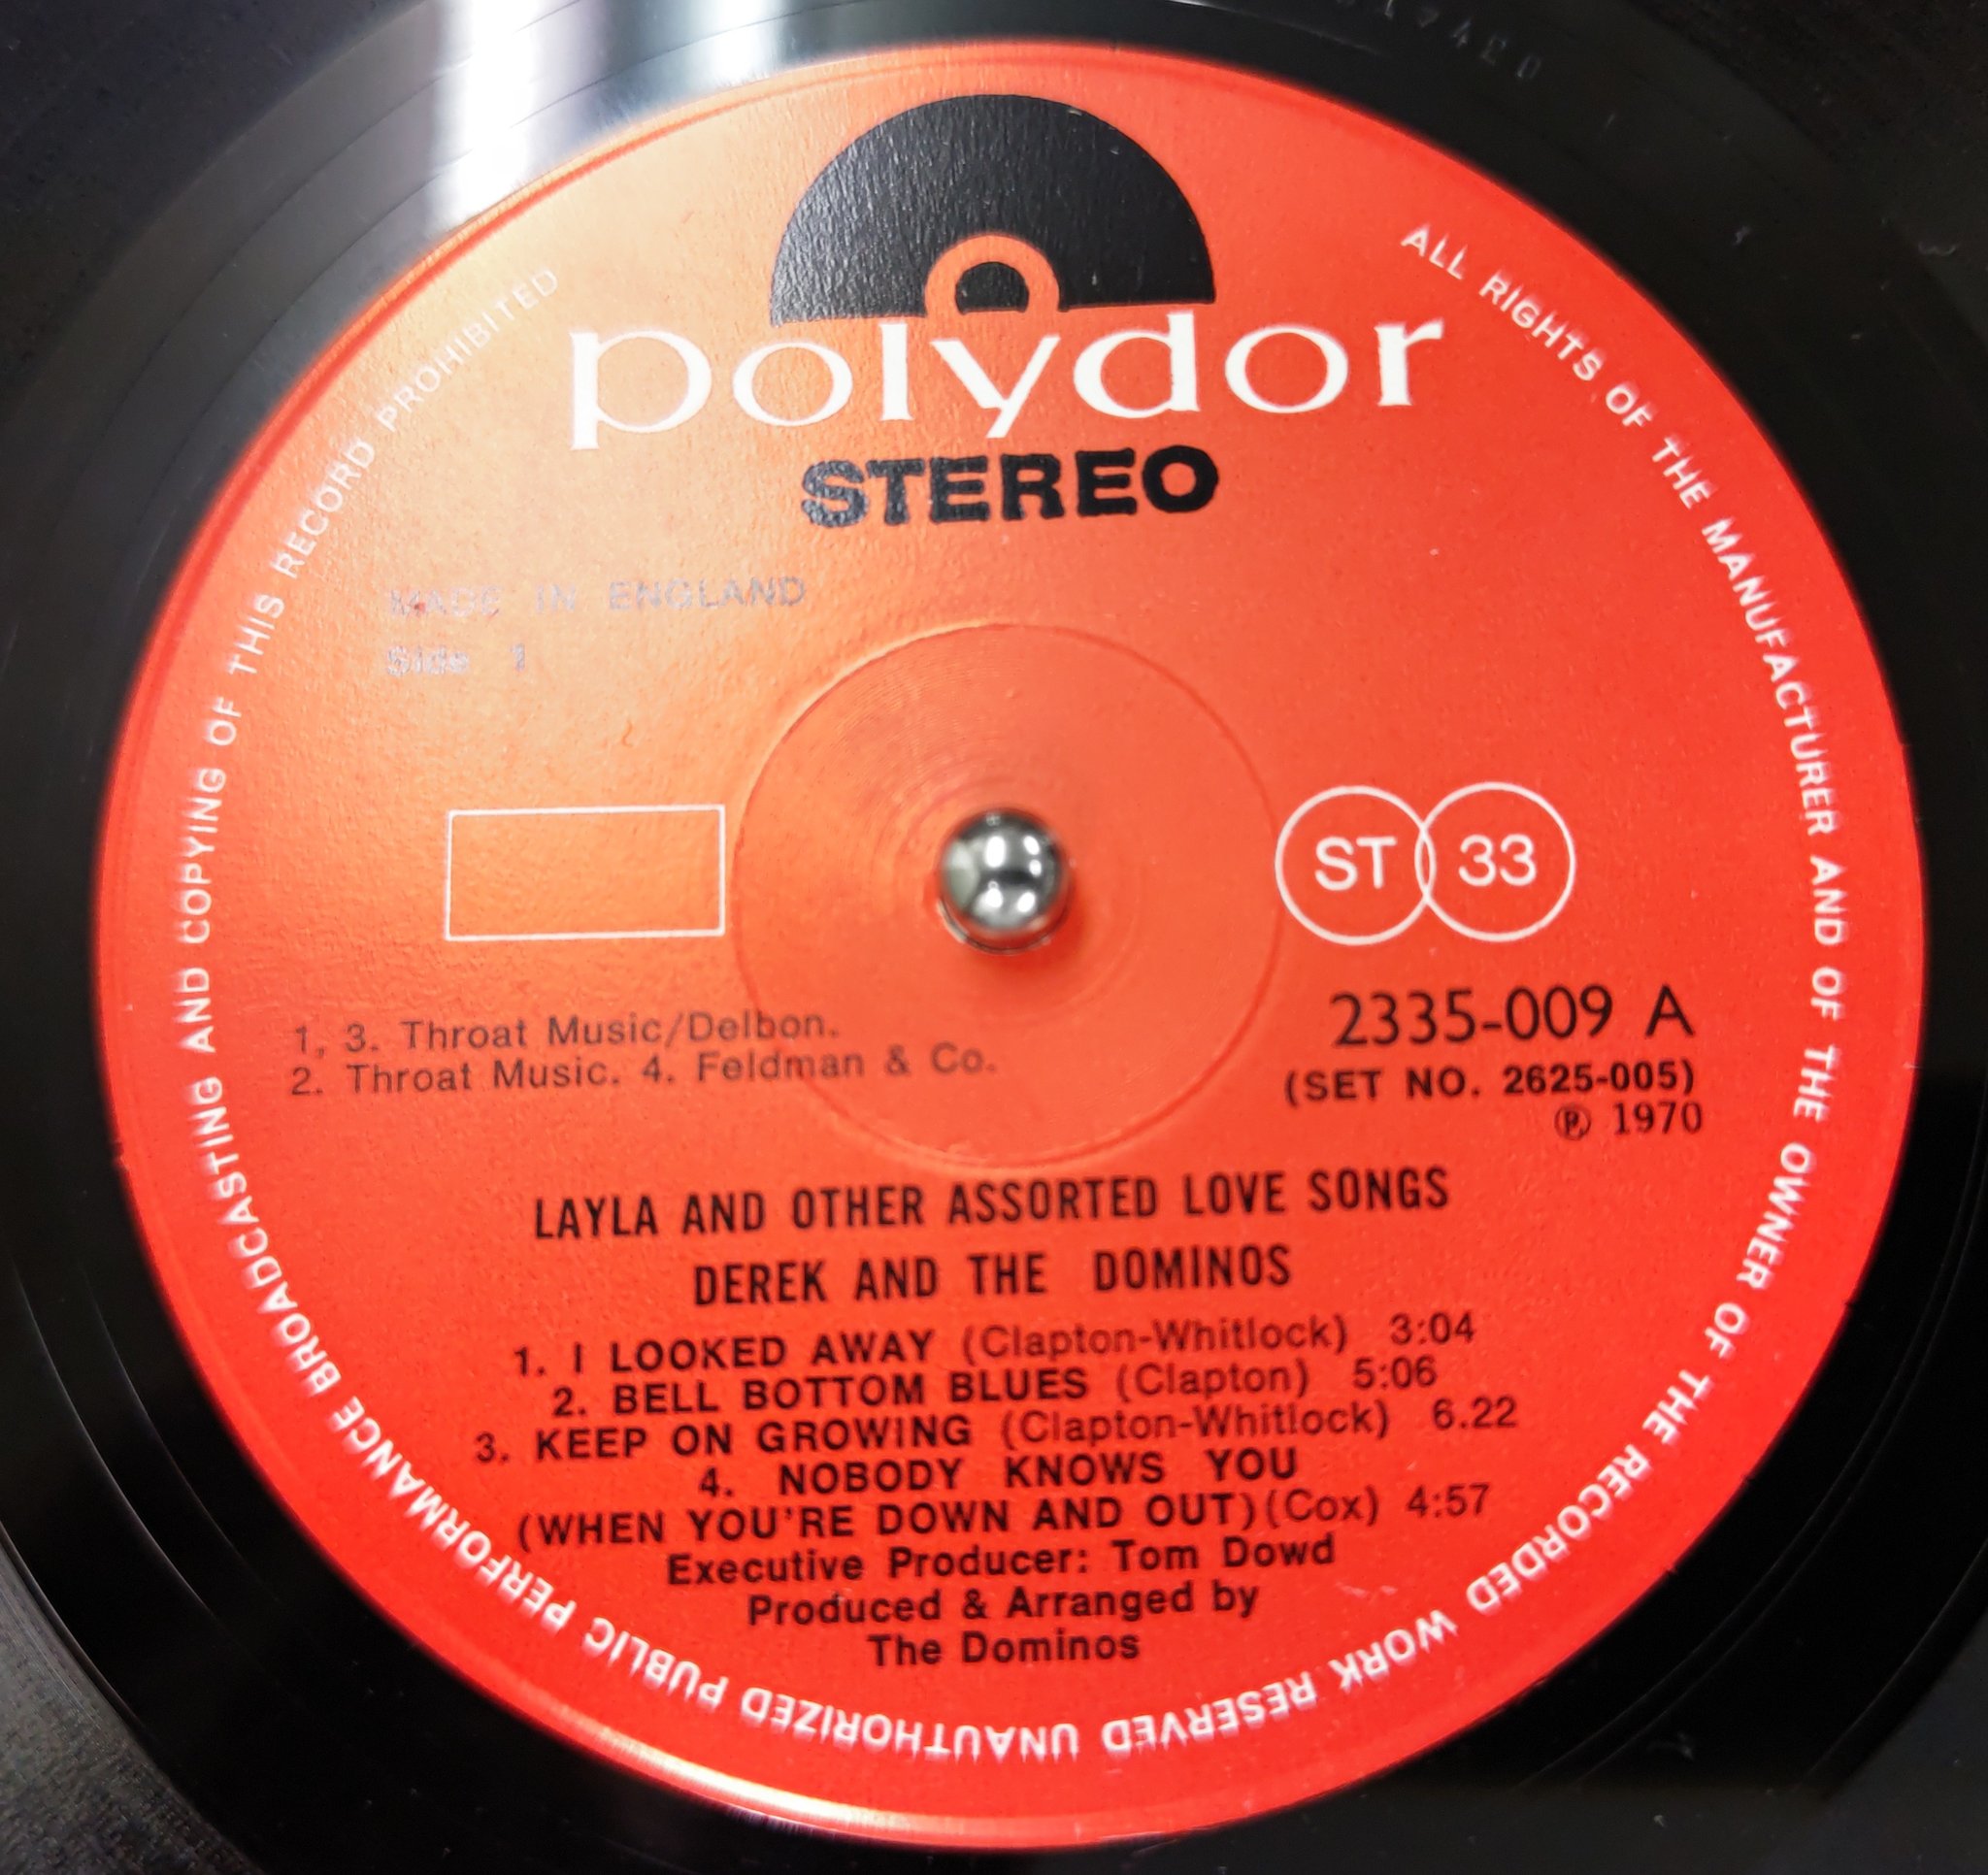 polydor
STEREO
MADE IN ENGLAND
Side 1
ST 33
2335-009 A
(SET NO. 2625-005)
Ⓟ 1970
1, 3. Throat Music/Delbon.
2. Throat Music. 4. Feldman & Co.
LAYLA AND OTHER ASSORTED LOVE SONGS
DEREK AND THE DOMINOS
1. I LOOKED AWAY (Clapton-Whitlock) 3:04
2. BELL BOTTOM BLUES (Clapton) 5:06
3. KEEP ON GROWING (Clapton-Whitlock) 6.22
4. NOBODY KNOWS YOU
(WHEN YOU'RE DOWN AND OUT) (Cox) 4:57
Executive Producer: Tom Dowd
Produced & Arranged by
The Dominos
ALL RIGHTS OF THE MANUFACTURER AND OF THE OWNER OF THE RECORDED WORK RESERVED UNAUTHORIZED PUBLIC PERFORMANCE BROADCASTING AND COPYING OF THIS RECORD PROHIBITED